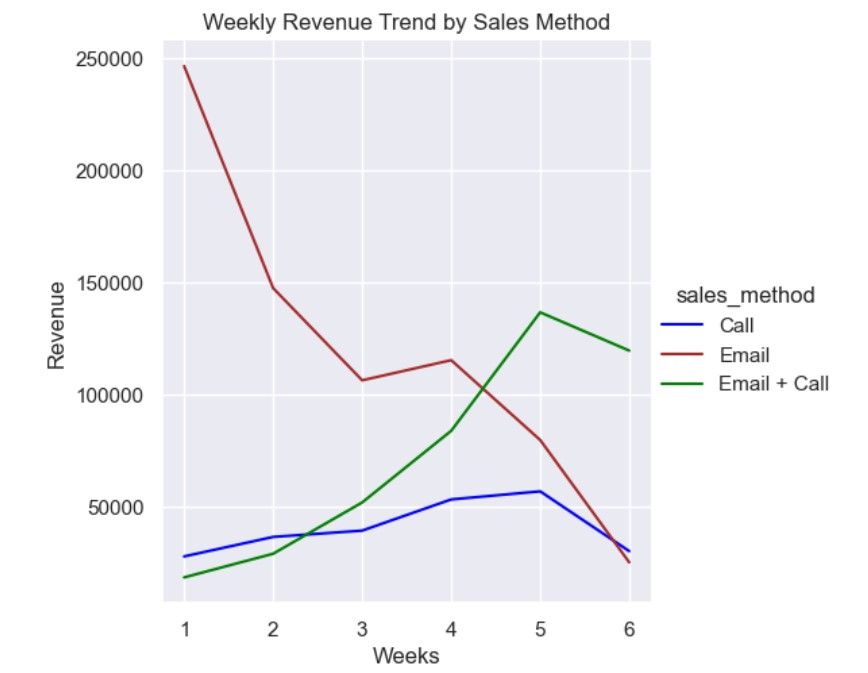 Weekly Revenue Trend by Sales Method
250000
200000
150000
100000
50000
Revenue
1 2 3 4 5 6
Weeks
sales_method
Call
Email
Email + Call